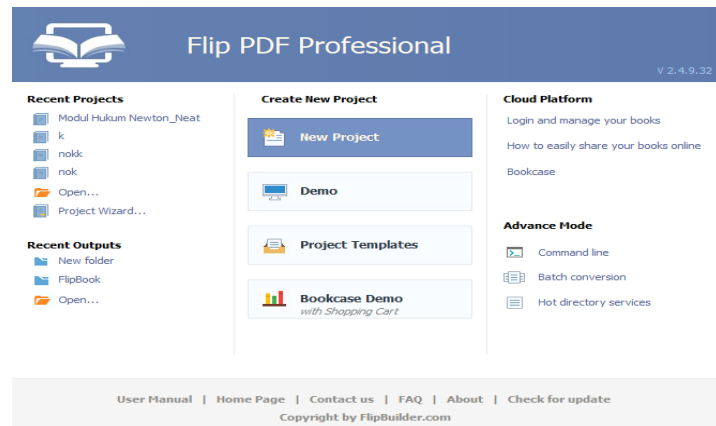 Flip PDF Professional
V 2.4.9.32
Recent Projects
Modul Hukum Newton_Neat
k
nokk
nok
Open...
Project Wizard...
Recent Outputs
New folder
FlipBook
Open...
Create New Project
New Project
Demo
Project Templates
Bookcase Demo
with Shopping Cart
Cloud Platform
Login and manage your books
How to easily share your books online
Bookcase
Advance Mode
Command line
Batch conversion
Hot directory services
User Manual | Home Page | Contact us | FAQ | About | Check for update
Copyright by FlipBuilder.com